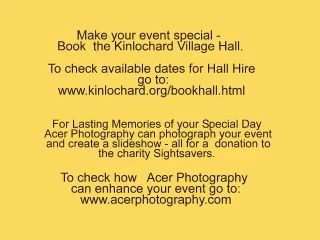 Make your event special -
Book the Kinlochard Village Hall.
To check available dates for Hall Hire
go to:
www.kinlochard.org/bookhall.html
For Lasting Memories of your Special Day
Acer Photography can photograph your event
and create a slideshow - all for a donation to
the charity Sightsavers.
To check how Acer Photography
can enhance your event go to:
www.acerphotography.com